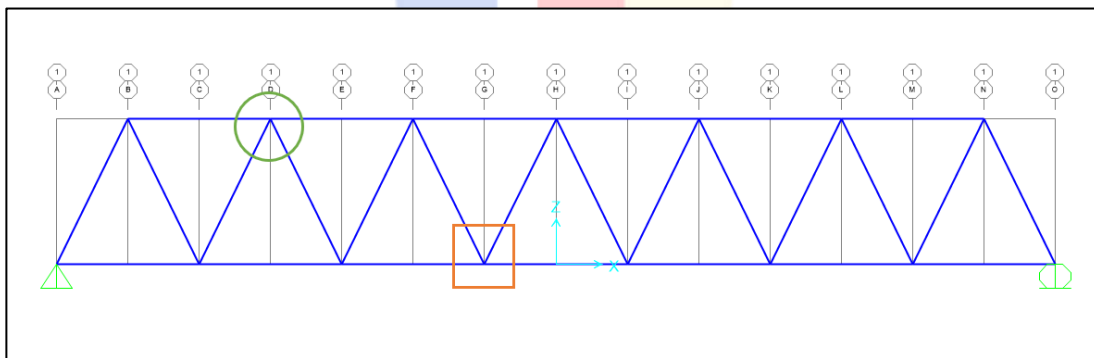 1 1 1 1 1 1 1 1 1 1 1 1 1 1 1
A B C D E F G H I J K L M N O
Z
X